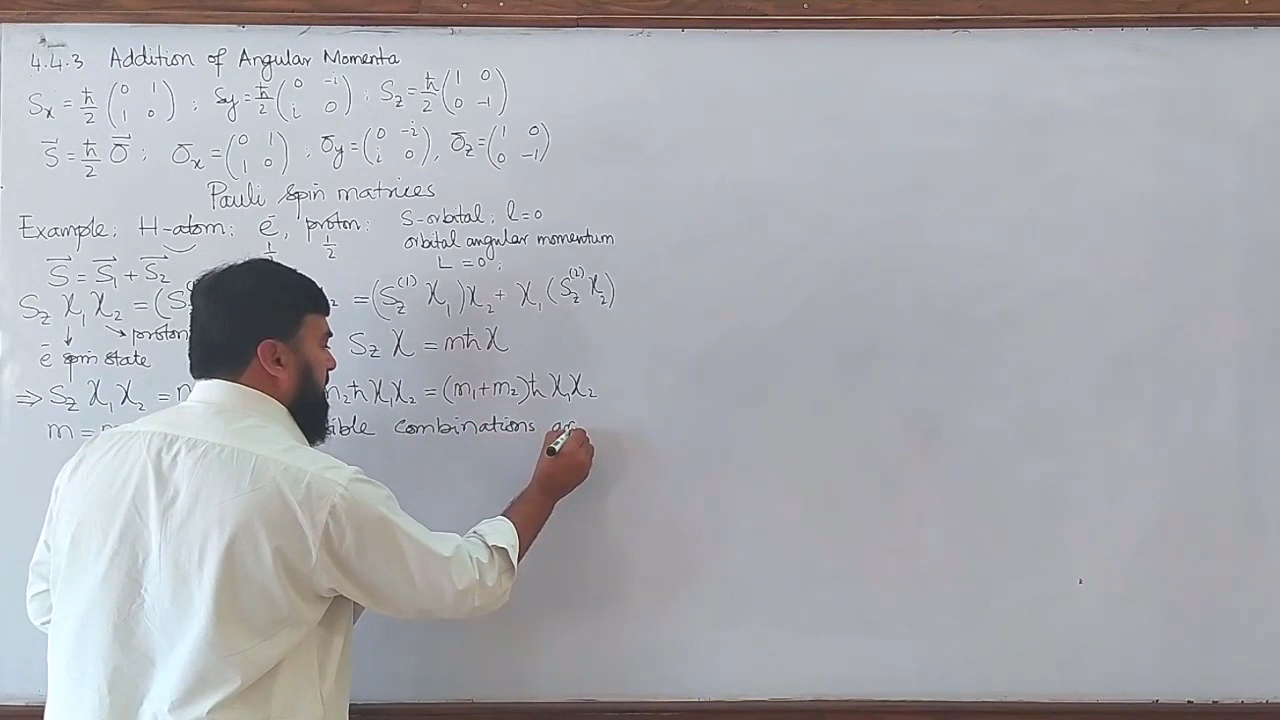 4.4.3 Addition of Angular Momenta
Sx = ħ/2 (0 1 1 0) ; Sy = ħ/2 (0 -i i 0) ; Sz = ħ/2 (1 0 0 -1)
S⃗ = ħ/2 σ⃗ ; σx = (0 1 1 0) ; σy = (0 -i i 0), σz = (1 0 0 -1)
Pauli spin matrices
Example: H-atom: e⁻, proton: S-orbital; l=0
1/2 1/2 orbital angular momentum
S⃗ = S⃗1 + S⃗2 L = 0 ;
Sz χ1 χ2 = (S 2 = (Sz(1) χ1) χ2 + χ1 (Sz(2) χ2)
↓ ↘ proton Sz χ = mħ χ
e⁻ spin state
⇒ Sz χ1 χ2 = m2 ħ χ1 χ2 = (m1 + m2) ħ χ1 χ2
m = combinations